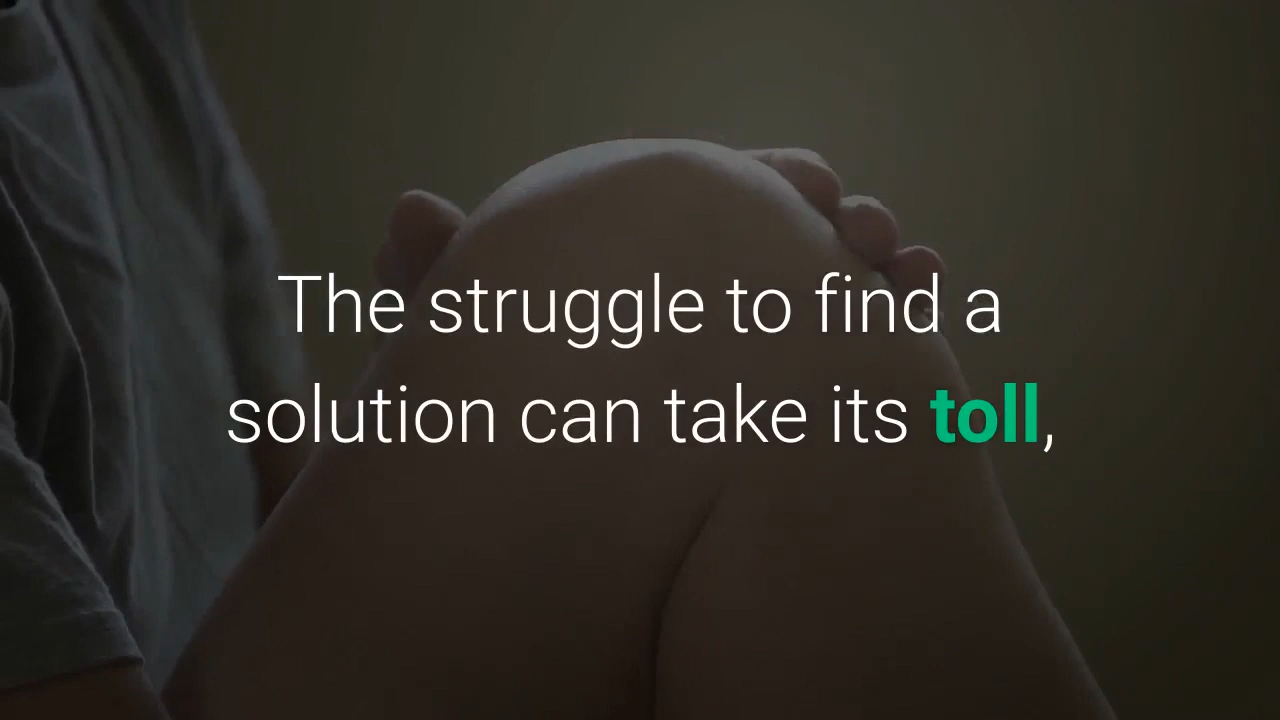 The struggle to find a
solution can take its toll,